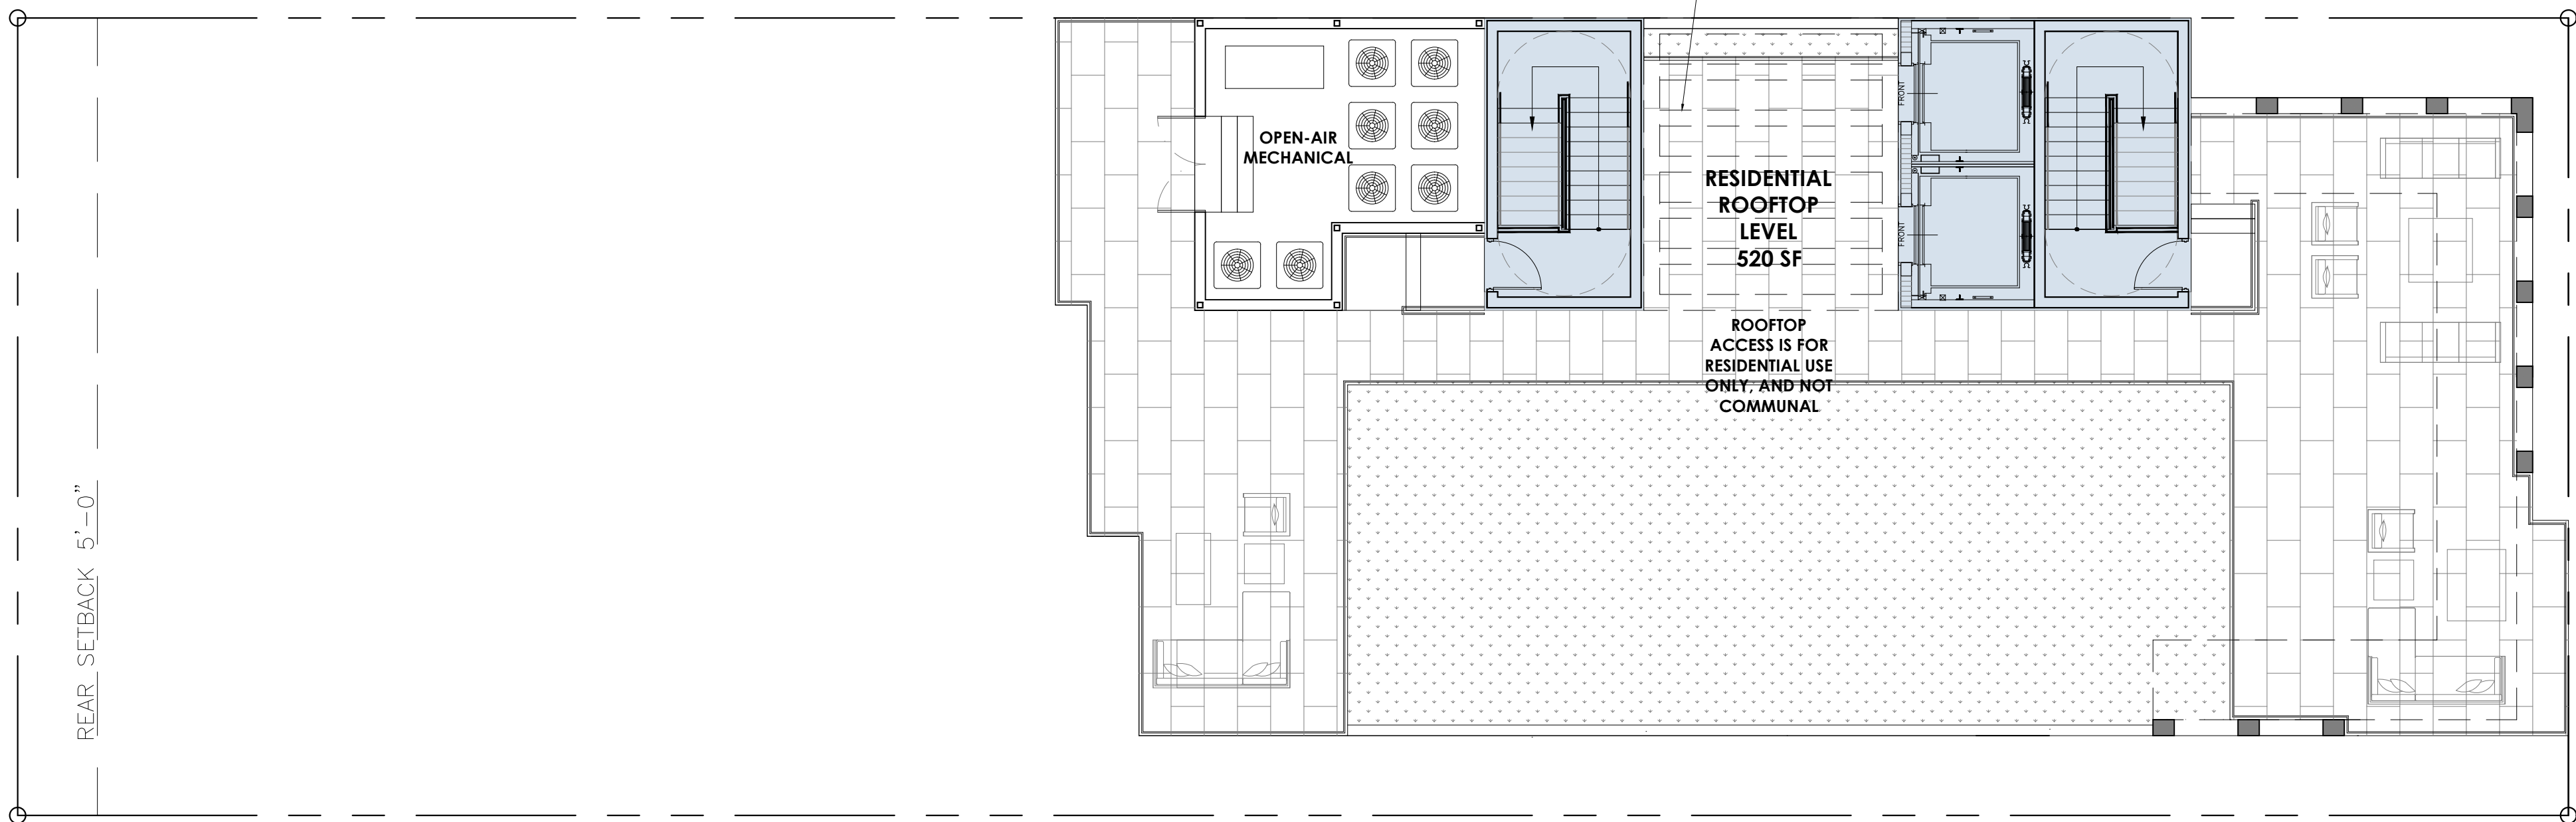 OPEN-AIR
MECHANICAL
RESIDENTIAL
ROOFTOP
LEVEL
520 SF
ROOFTOP
ACCESS IS FOR
RESIDENTIAL USE
ONLY, AND NOT
COMMUNAL
FRONT
FRONT
REAR SETBACK 5'-0"